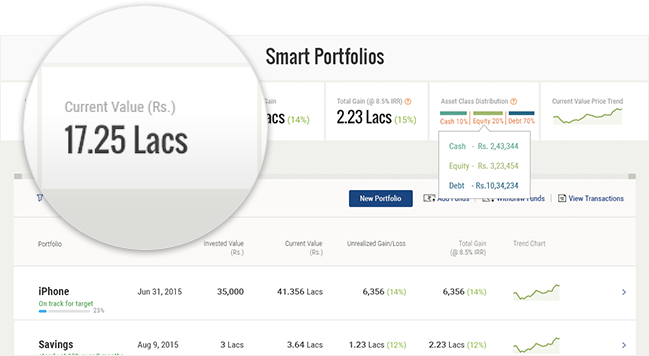 Smart Portfolios
Current Value (Rs.)
17.25 Lacs
Gain
acs (14%)
Total Gain (@ 8.5% IRR)
2.23 Lacs (15%)
Asset Class Distribution
Cash 10% Equity 20% Debt 70%
Current Value Price Trend
Cash - Rs. 2,43,344
Equity - Rs. 3,23,454
Debt - Rs.10,34,234
New Portfolio Add Funds Withdraw Funds View Transactions
Portfolio Invested Value (Rs.) Current Value (Rs.) Unrealized Gain/Loss Total Gain (@ 8.5% IRR) Trend Chart
iPhone Jun 31, 2015 35,000 41.356 Lacs 6,356 (14%) 6,356 (14%)
On track for target
23%
Savings Aug 9, 2015 3 Lacs 3.64 Lacs 1.23 Lacs (12%) 2.23 Lacs (12%)